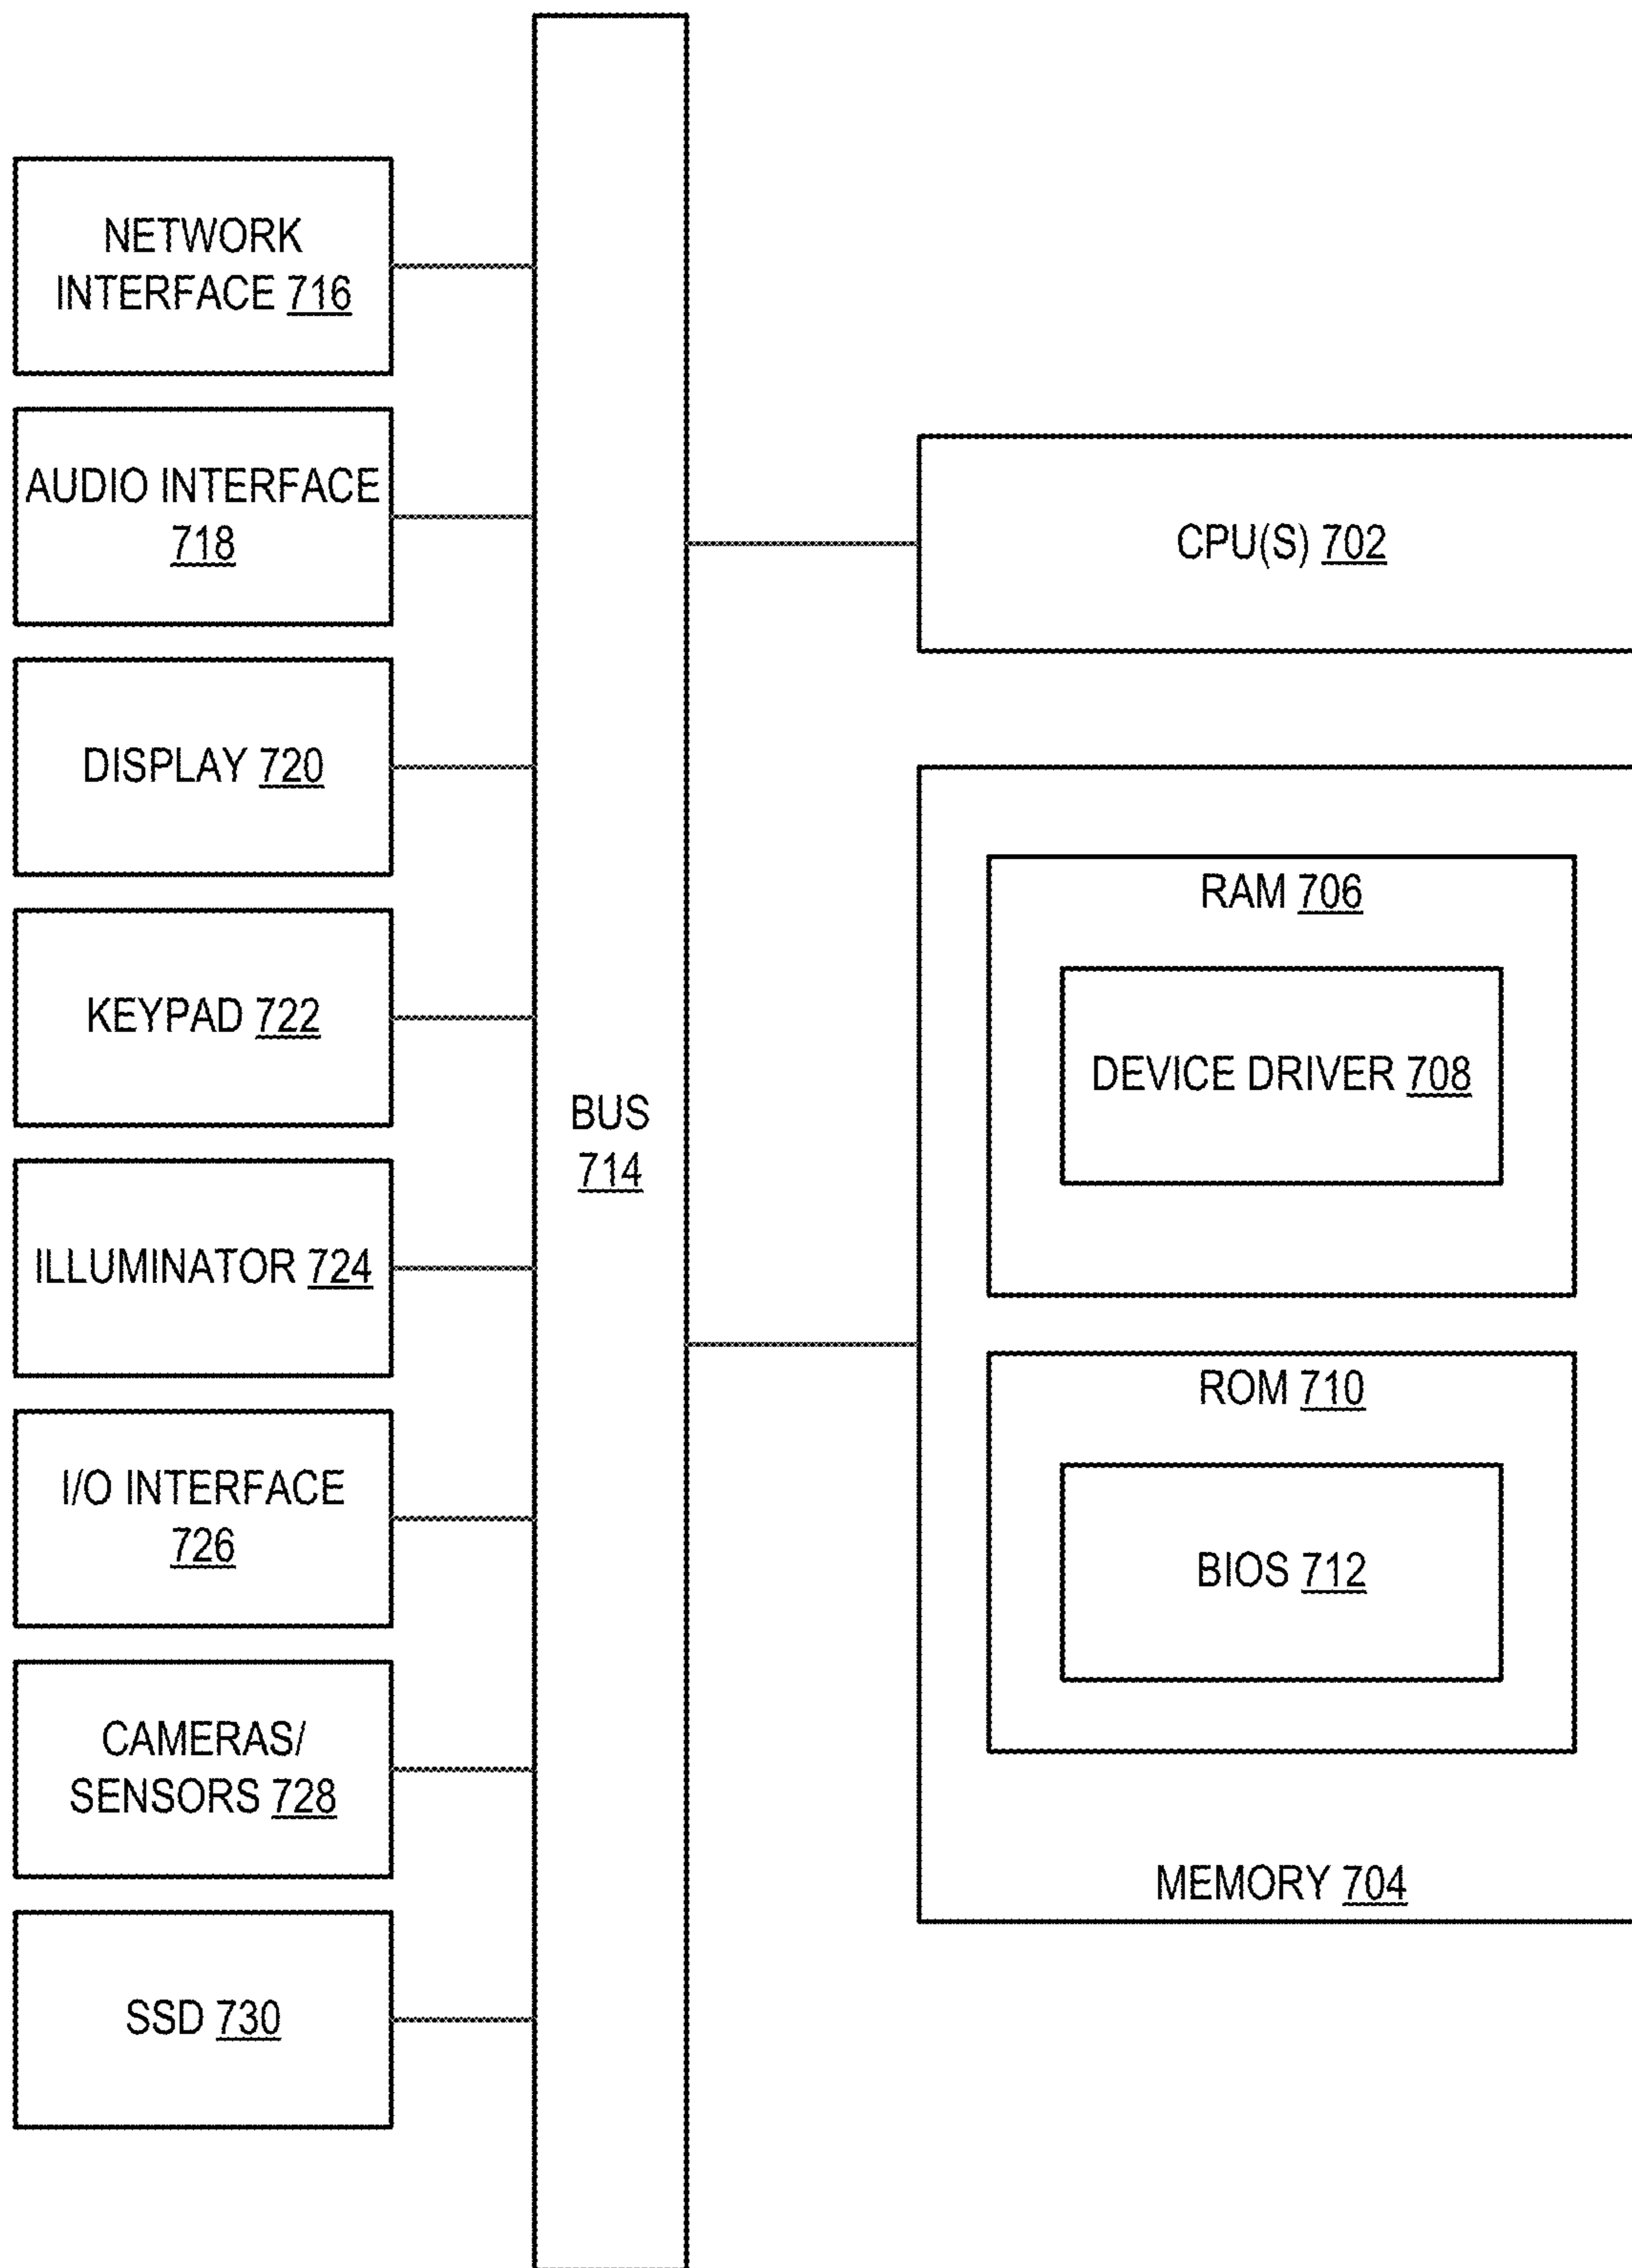 NETWORK
INTERFACE 716
AUDIO INTERFACE
718
DISPLAY 720
KEYPAD 722
ILLUMINATOR 724
I/O INTERFACE
726
CAMERAS/
SENSORS 728
SSD 730
BUS
714
CPU(S) 702
RAM 706
DEVICE DRIVER 708
ROM 710
BIOS 712
MEMORY 704